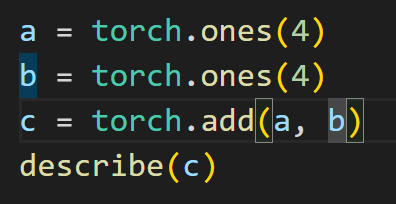 a = torch.ones(4)
b = torch.ones(4)
c = torch.add(a, b)
describe(c)